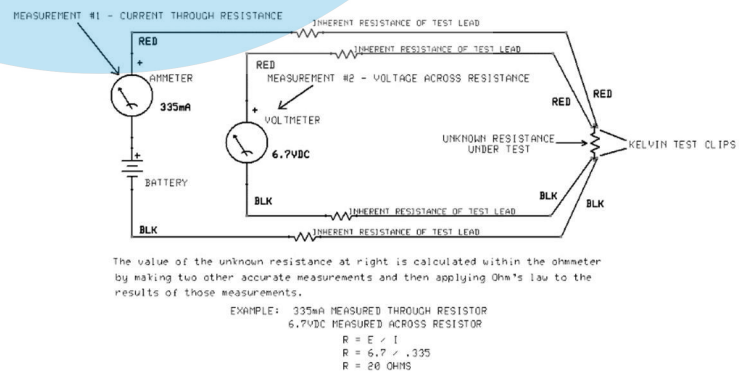 MEASUREMENT #1 - CURRENT THROUGH RESISTANCE
INHERENT RESISTANCE OF TEST LEAD
RED
INHERENT RESISTANCE OF TEST LEAD
+
RED
AMMETER
MEASUREMENT #2 - VOLTAGE ACROSS RESISTANCE
335mA
RED
RED
+
VOLTMETER
UNKNOWN RESISTANCE
UNDER TEST
KELVIN TEST CLIPS
6.7VDC
+
BATTERY
BLK
BLK
BLK
INHERENT RESISTANCE OF TEST LEAD
BLK
INHERENT RESISTANCE OF TEST LEAD
The value of the unknown resistance at right is calculated within the ohmmeter
by making two other accurate measurements and then applying Ohm's law to the
results of those measurements.
EXAMPLE: 335mA MEASURED THROUGH RESISTOR
6.7VDC MEASURED ACROSS RESISTOR
R = E / I
R = 6.7 / .335
R = 20 OHMS